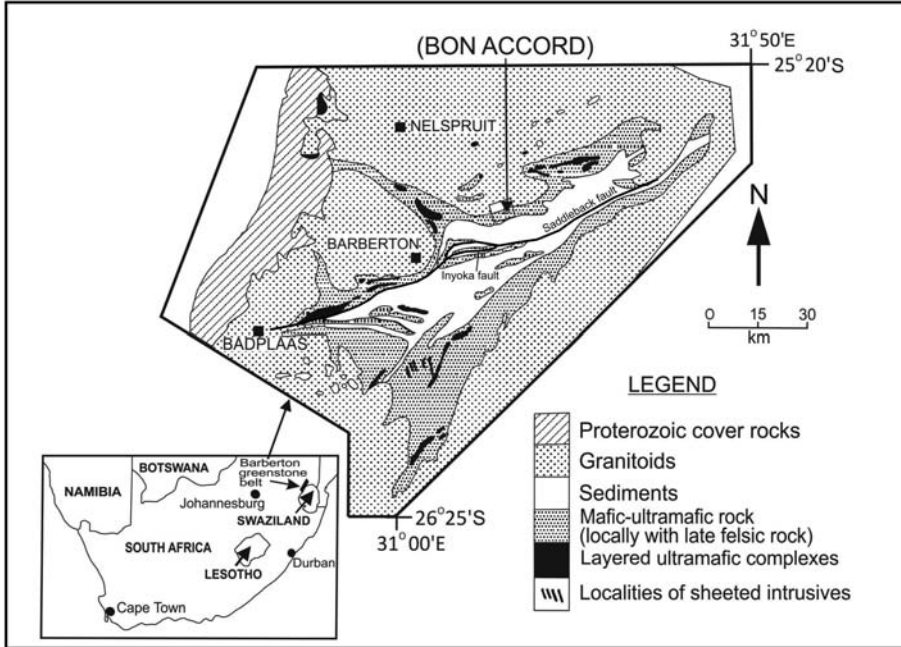 (BON ACCORD)
31°50'E
25°20'S
NELSPRUIT
Saddleback fault
N
BARBERTON
Inyoka fault
BADPLAAS
0 15 30
km
26°25'S
31°00'E
LEGEND
Proterozoic cover rocks
Granitoids
Sediments
Mafic-ultramafic rock
(locally with late felsic rock)
Layered ultramafic complexes
Localities of sheeted intrusives
BOTSWANA
Barberton
greenstone
belt
NAMIBIA
Johannesburg
SWAZILAND
SOUTH AFRICA
LESOTHO
Durban
Cape Town